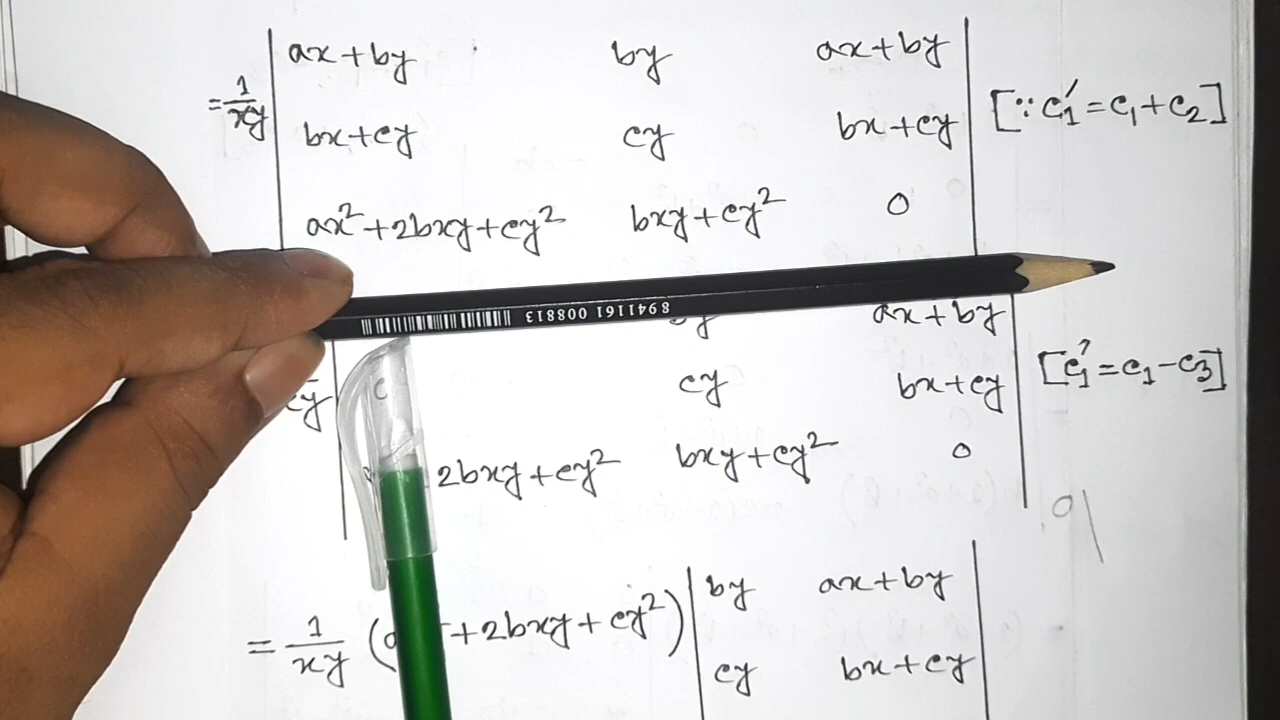 = 1/xy | ax+by by ax+by |
| bx+cy cy bx+cy | [∵ c₁′ = c₁+c₂]
| ax²+2bxy+cy² bxy+cy² 0 |
8941161 008813
ax+by
cy bx+cy [c₁′ = c₁-c₃]
2bxy+cy² bxy+cy² 0
= 1/xy ( +2bxy+cy²) | by ax+by |
| cy bx+cy |